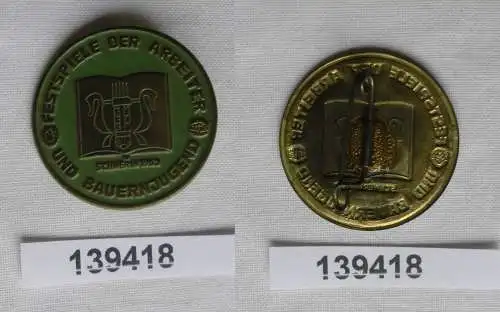 FESTSPIELE DER ARBEITER
UND BAUERNJUGEND
139418
139418